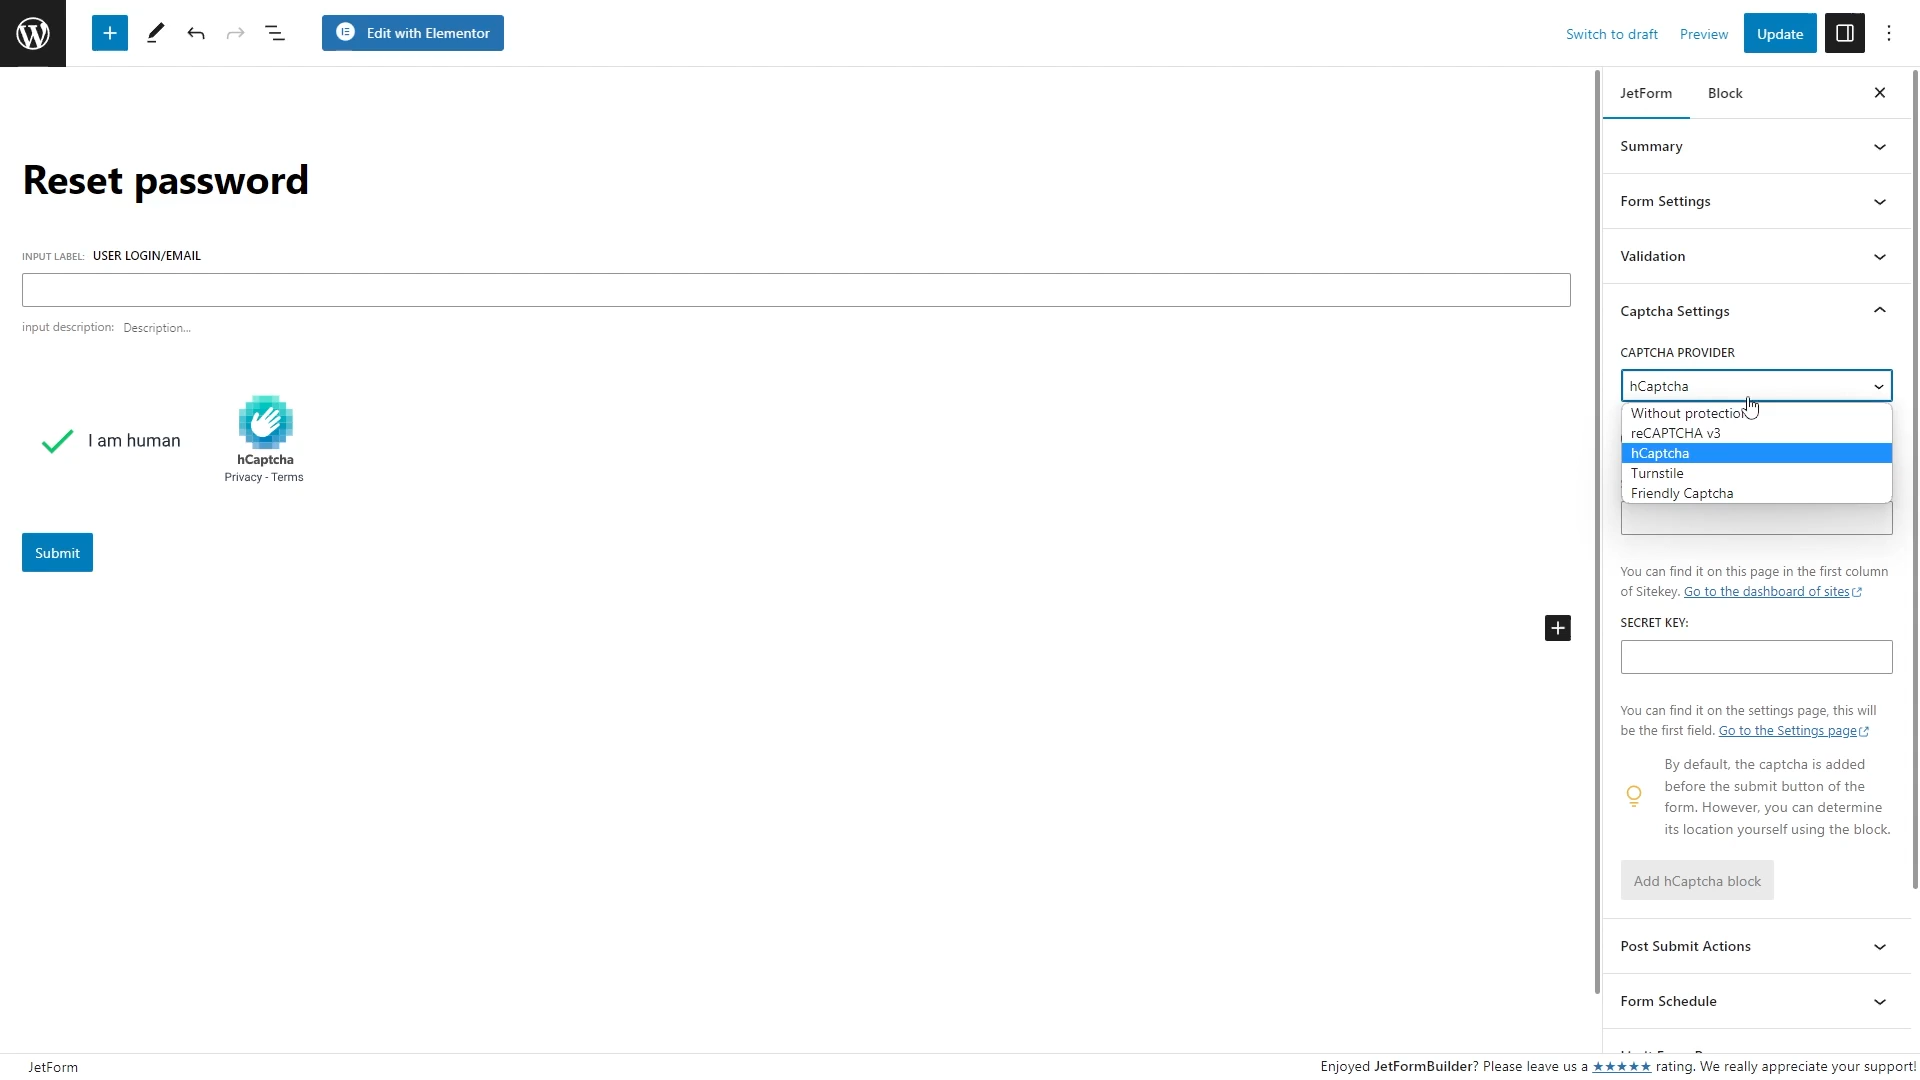 Edit with Elementor
Switch to draft
Preview
Update
JetForm
Block
Summary
Reset password
Form Settings
INPUT LABEL: USER LOGIN/EMAIL
Validation
input description: Description...
Captcha Settings
CAPTCHA PROVIDER
hCaptcha
Without protection
reCAPTCHA v3
hCaptcha
Turnstile
Friendly Captcha
I am human
hCaptcha
Privacy - Terms
Submit
You can find it on this page in the first column
of Sitekey. Go to the dashboard of sites
SECRET KEY:
You can find it on the settings page, this will
be the first field. Go to the Settings page
By default, the captcha is added
before the submit button of the
form. However, you can determine
its location yourself using the block.
Add hCaptcha block
Post Submit Actions
Form Schedule
JetForm
Enjoyed JetFormBuilder? Please leave us a ★★★★★ rating. We really appreciate your support!